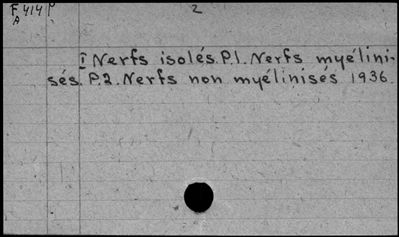 F 414 P 2
A
I Nerfs isolés. P.1. Nerfs myélini-
sés. P.2. Nerfs non myélinisés 1936.